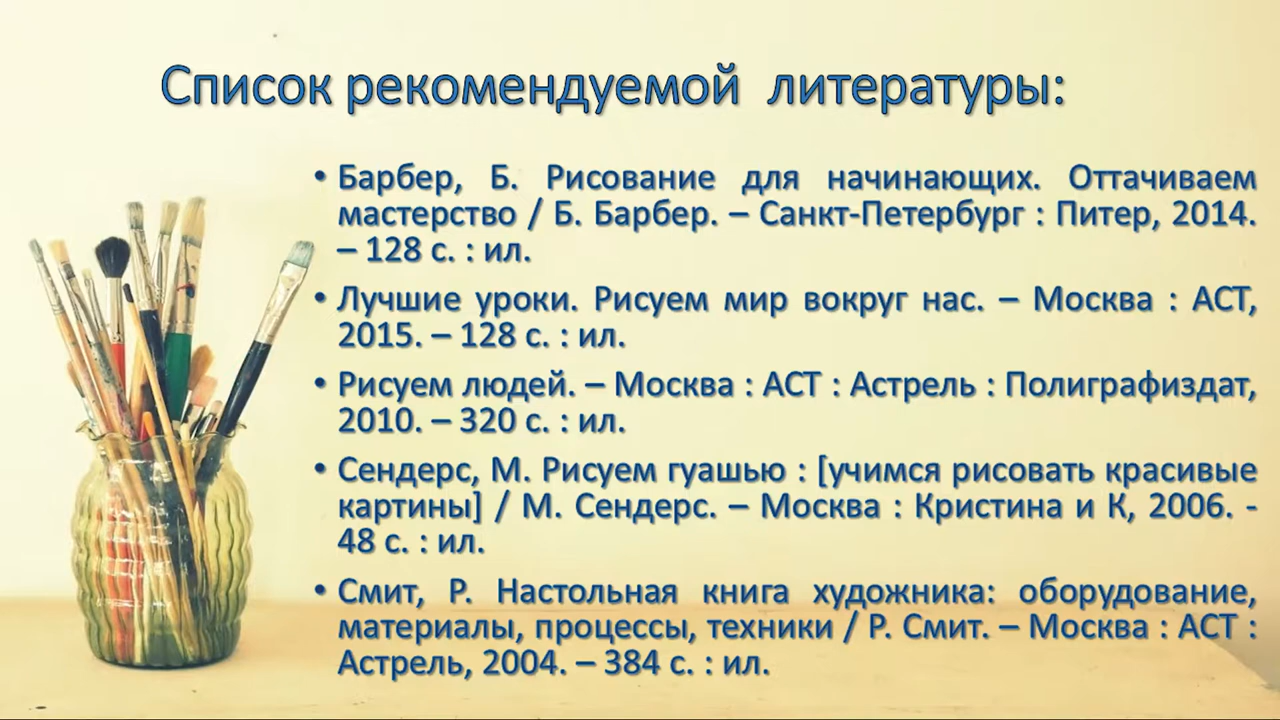 Список рекомендуемой литературы:
• Барбер, Б. Рисование для начинающих. Оттачиваем
мастерство / Б. Барбер. – Санкт-Петербург : Питер, 2014.
– 128 с. : ил.
• Лучшие уроки. Рисуем мир вокруг нас. – Москва : АСТ,
2015. – 128 с. : ил.
• Рисуем людей. – Москва : АСТ : Астрель : Полиграфиздат,
2010. – 320 с. : ил.
• Сендерс, М. Рисуем гуашью : [учимся рисовать красивые
картины] / М. Сендерс. – Москва : Кристина и К, 2006. -
48 с. : ил.
• Смит, Р. Настольная книга художника: оборудование,
материалы, процессы, техники / Р. Смит. – Москва : АСТ :
Астрель, 2004. – 384 с. : ил.